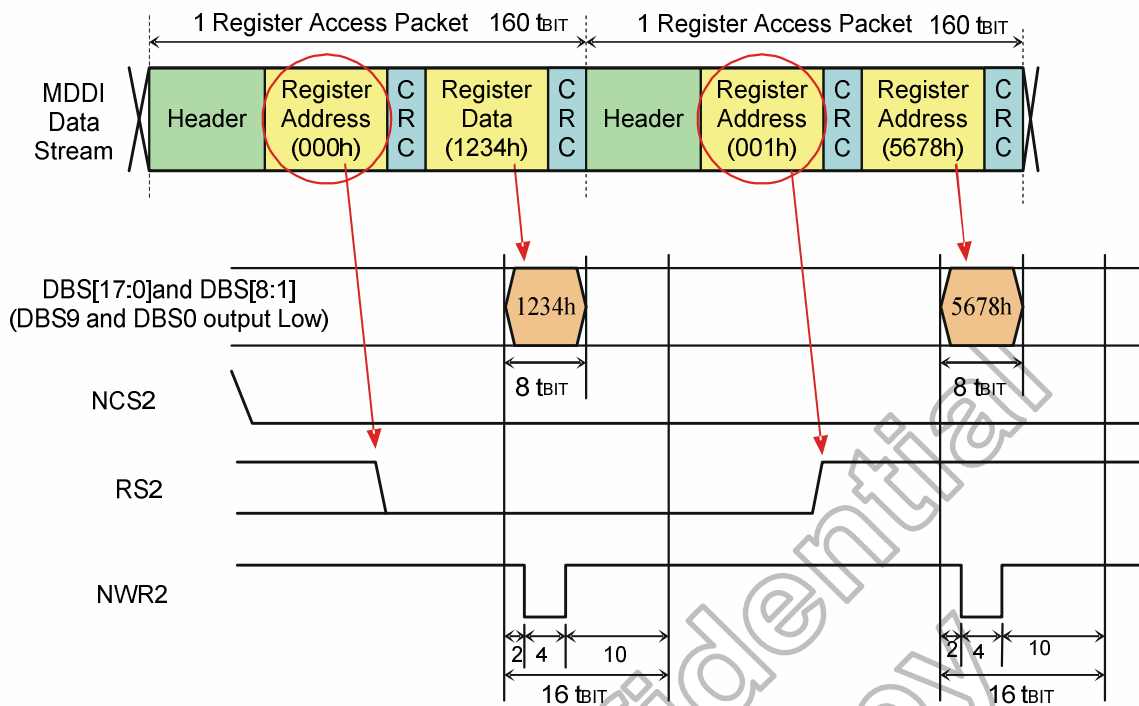 1 Register Access Packet 160 tBIT
1 Register Access Packet 160 tBIT
MDDI
Data
Stream
Header
Register
Address
(000h)
C
R
C
Register
Data
(1234h)
C
R
C
Header
Register
Address
(001h)
C
R
C
Register
Address
(5678h)
C
R
C
DBS[17:0]and DBS[8:1]
(DBS9 and DBS0 output Low)
1234h
5678h
8 tBIT
8 tBIT
NCS2
RS2
NWR2
2
4
10
2
4
10
16 tBIT
16 tBIT